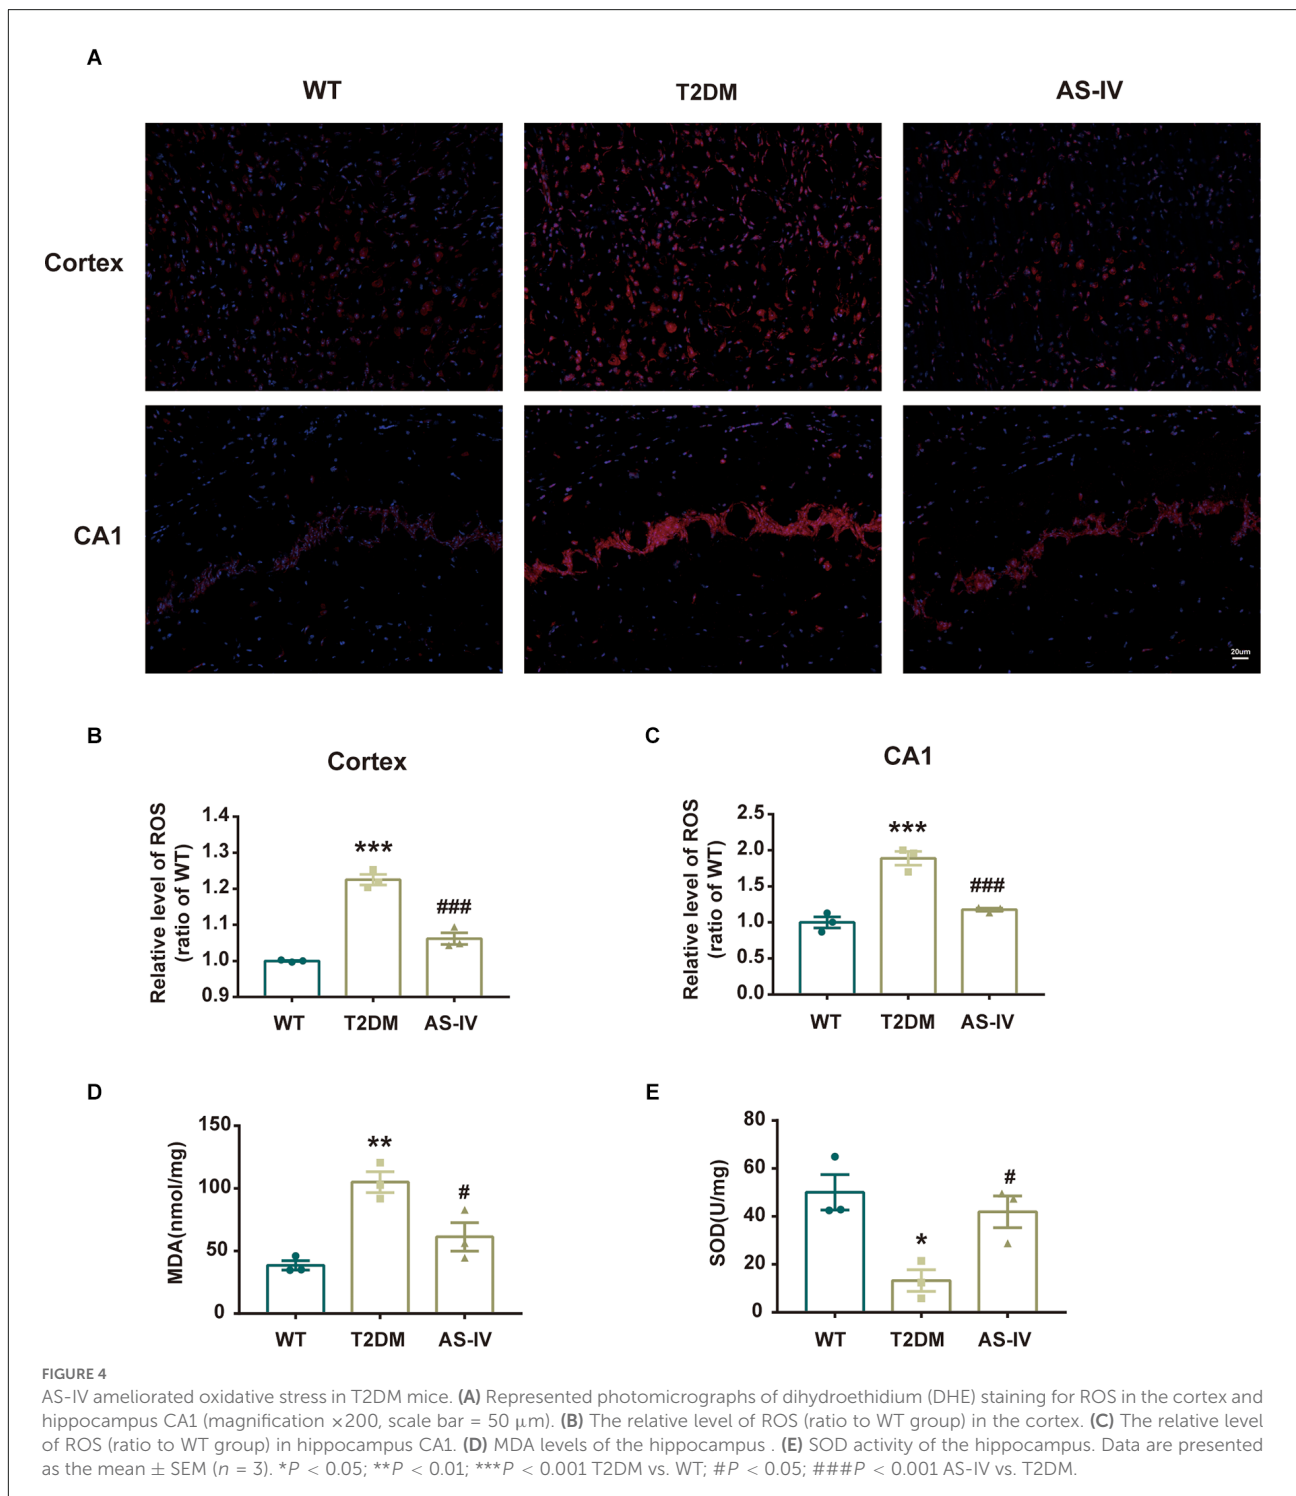 A
WT
T2DM
AS-IV
Cortex
CA1
20um
B
Cortex
Relative level of ROS
(ratio of WT)
1.4
1.3
1.2
1.1
1.0
0.9
***
###
WT
T2DM
AS-IV
C
CA1
Relative level of ROS
(ratio of WT)
2.5
2.0
1.5
1.0
0.5
0.0
***
###
WT
T2DM
AS-IV
D
MDA(nmol/mg)
150
100
50
0
**
#
WT
T2DM
AS-IV
E
SOD(U/mg)
80
60
40
20
0
*
#
WT
T2DM
AS-IV
FIGURE 4
AS-IV ameliorated oxidative stress in T2DM mice. (A) Represented photomicrographs of dihydroethidium (DHE) staining for ROS in the cortex and
hippocampus CA1 (magnification ×200, scale bar = 50 μm). (B) The relative level of ROS (ratio to WT group) in the cortex. (C) The relative level
of ROS (ratio to WT group) in hippocampus CA1. (D) MDA levels of the hippocampus . (E) SOD activity of the hippocampus. Data are presented
as the mean ± SEM (n = 3). *P < 0.05; **P < 0.01; ***P < 0.001 T2DM vs. WT; #P < 0.05; ###P < 0.001 AS-IV vs. T2DM.